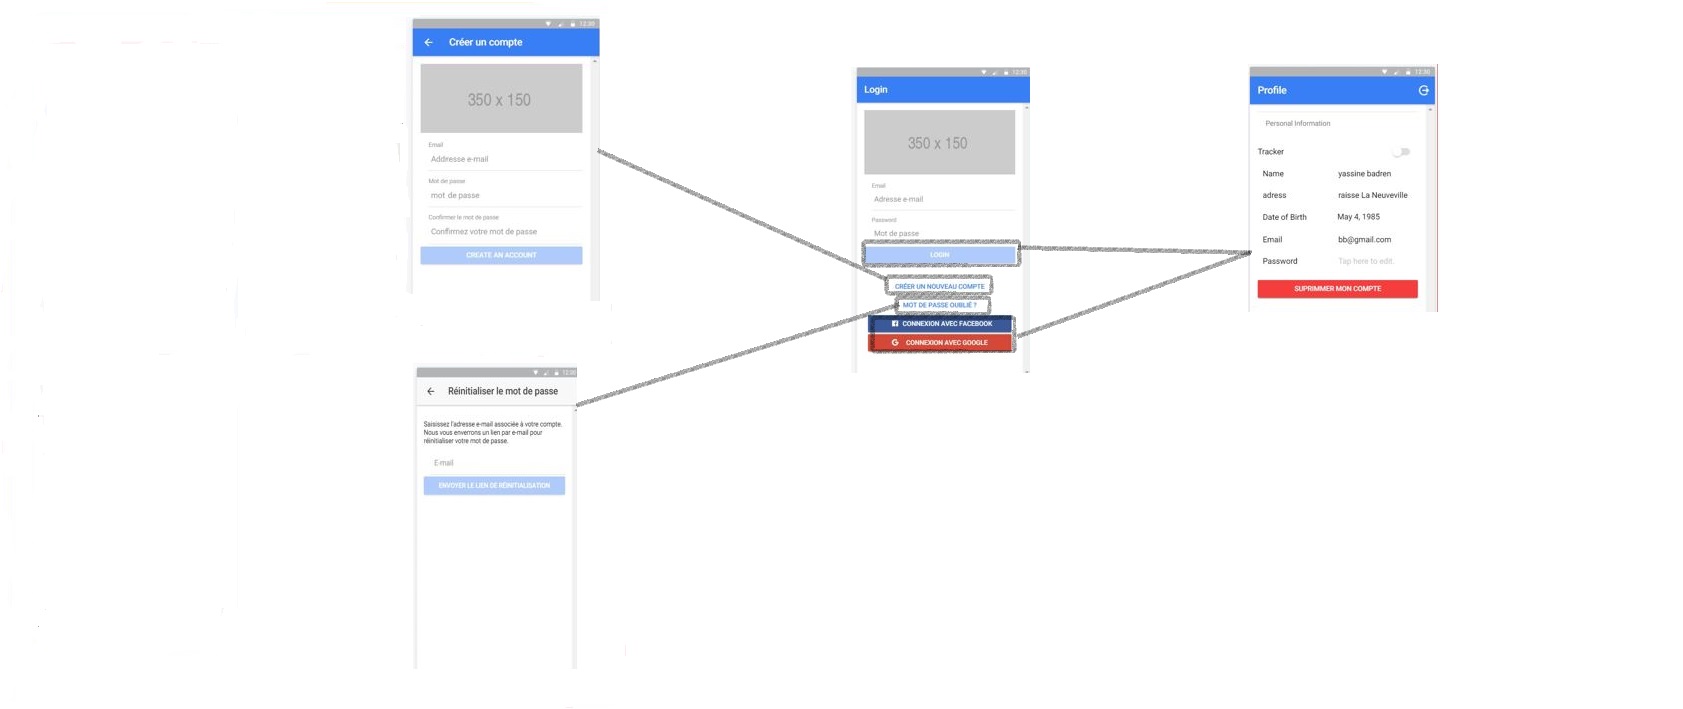 12:30
Créer un compte
350 x 150
Email
Addresse e-mail
Mot de passe
mot de passe
Confirmer le mot de passe
Confirmez votre mot de passe
CREATE AN ACCOUNT
12:30
Réinitialiser le mot de passe
Saisissez l'adresse e-mail associée à votre compte.
Nous vous enverrons un lien par e-mail pour
réinitialiser votre mot de passe.
E-mail
ENVOYER LE LIEN DE RÉINITIALISATION
12:30
Login
350 x 150
Email
Adresse e-mail
Password
Mot de passe
LOGIN
CRÉER UN NOUVEAU COMPTE
MOT DE PASSE OUBLIÉ ?
CONNEXION AVEC FACEBOOK
G CONNEXION AVEC GOOGLE
12:30
Profile
Personal Information
Tracker
Name yassine badren
adress raisse La Neuveville
Date of Birth May 4, 1985
Email bb@gmail.com
Password Tap here to edit.
SUPRIMMER MON COMPTE